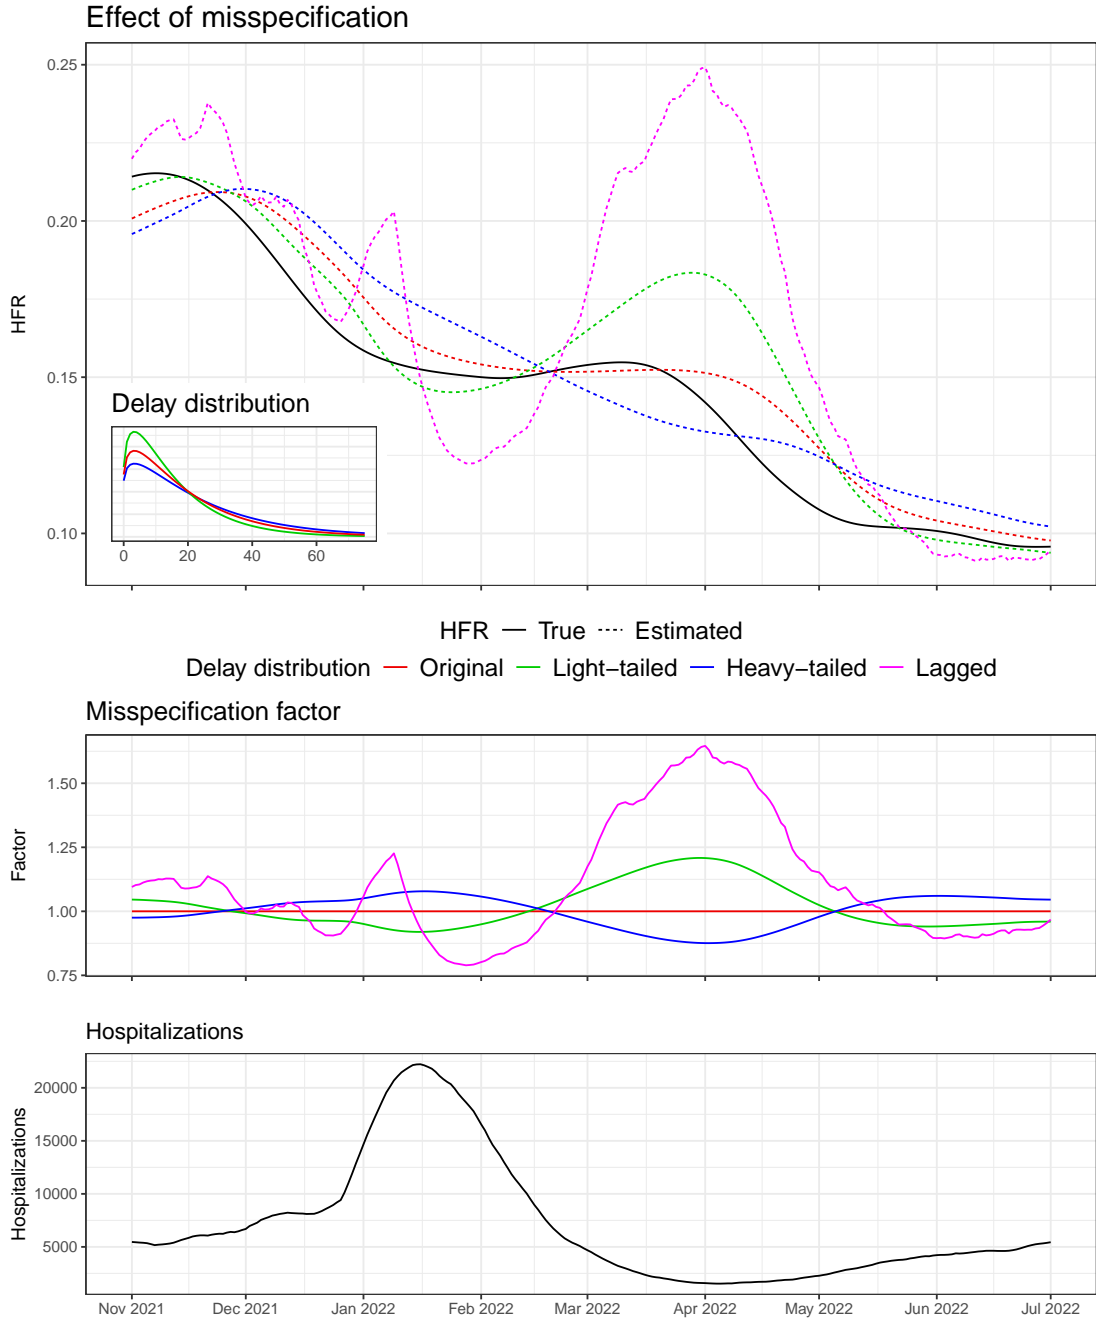 Effect of misspecification
0.25
0.20
0.15
0.10
HFR
Delay distribution
0 20 40 60
HFR True Estimated
Delay distribution Original Light−tailed Heavy−tailed Lagged
Misspecification factor
1.50
1.25
1.00
0.75
Factor
Hospitalizations
20000
15000
10000
5000
Hospitalizations
Nov 2021 Dec 2021 Jan 2022 Feb 2022 Mar 2022 Apr 2022 May 2022 Jun 2022 Jul 2022